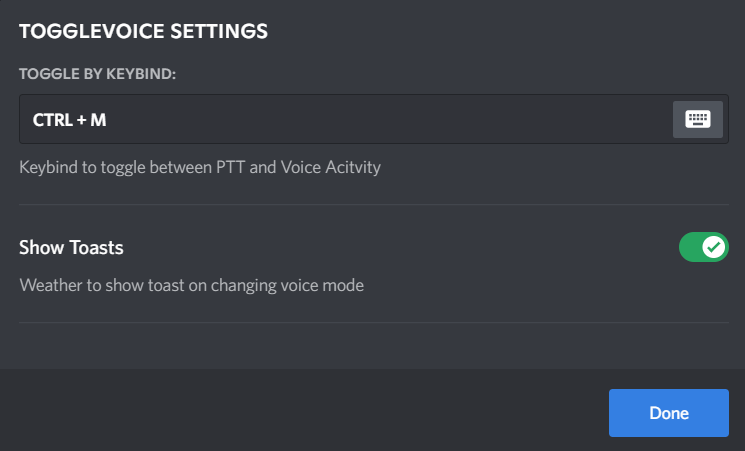 TOGGLEVOICE SETTINGS
TOGGLE BY KEYBIND:
CTRL + M
Keybind to toggle between PTT and Voice Acitvity
Show Toasts
Weather to show toast on changing voice mode
Done